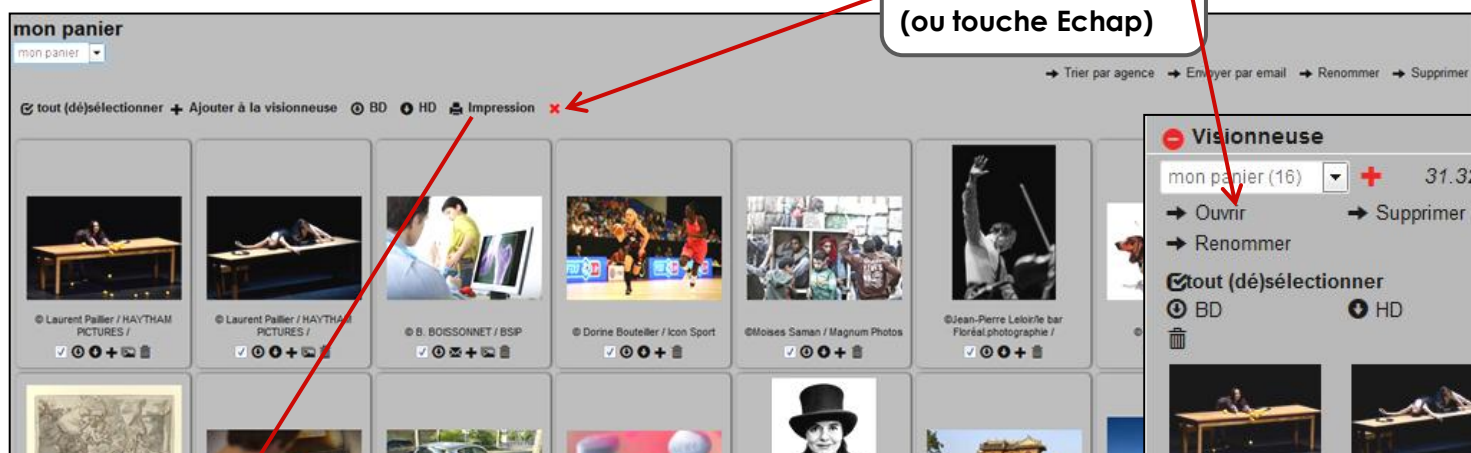 (ou touche Echap)
mon panier
mon panier
Trier par agence Envoyer par email Renommer Supprimer
tout (dé)sélectionner Ajouter à la visionneuse BD HD Impression
© Laurent Paillier / HAYTHAM
PICTURES /
© Laurent Paillier / HAYTHAM
PICTURES /
© B. BOISSONNET / BSIP
© Dorine Bouteiller / Icon Sport
©Moises Saman / Magnum Photos
©Jean-Pierre Leloir/le bar
Floréal.photographie /
Visionneuse
mon panier (16) 31.32
Ouvrir Supprimer
Renommer
tout (dé)sélectionner
BD HD